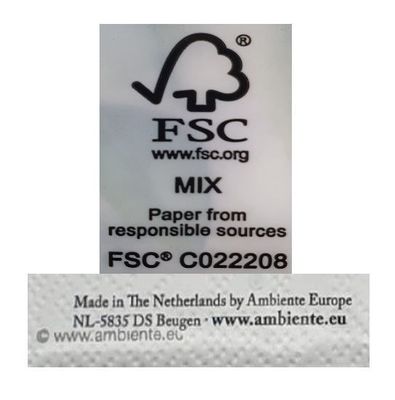 ®
FSC
www.fsc.org
MIX
Paper from
responsible sources
FSC® C022208
Made in The Netherlands by Ambiente Europe
NL-5835 DS Beugen · www.ambiente.eu
© www.ambiente.eu